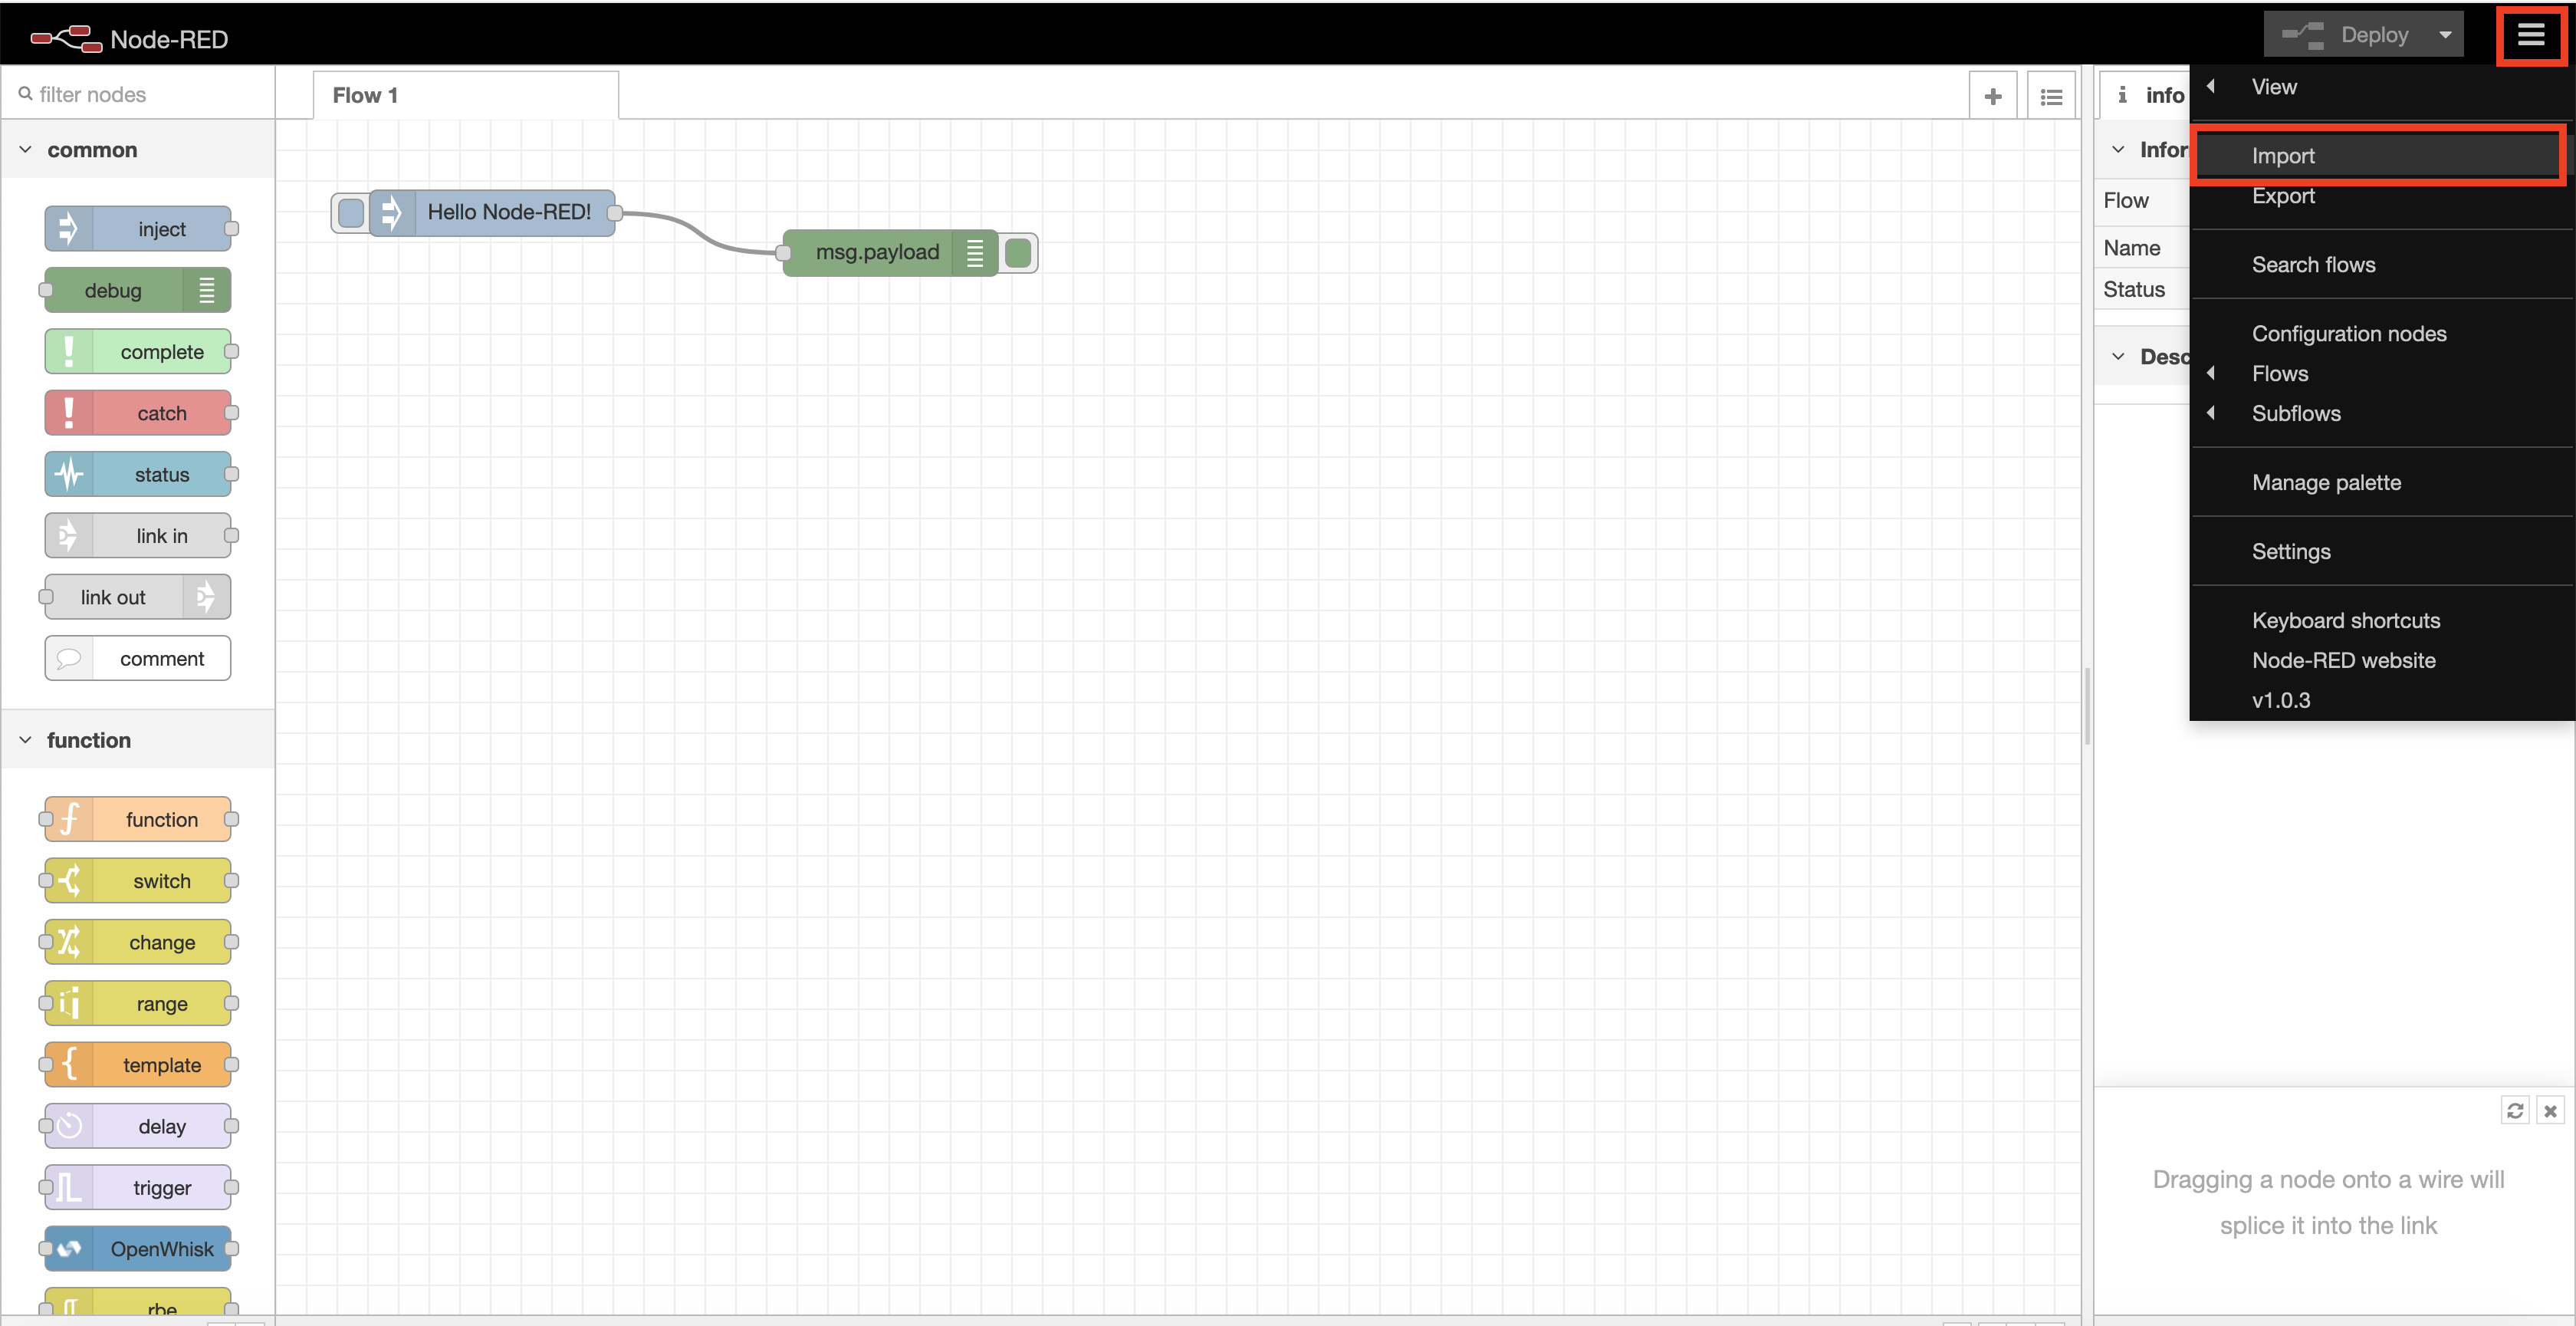 Node-RED
Deploy
filter nodes
Flow 1
i info
common
inject
debug
complete
catch
status
link in
link out
comment
function
function
switch
change
range
template
delay
trigger
OpenWhisk
rbe
Hello Node-RED!
msg.payload
Infor
Flow
Name
Status
Desc
View
Import
Export
Search flows
Configuration nodes
Flows
Subflows
Manage palette
Settings
Keyboard shortcuts
Node-RED website
v1.0.3
Dragging a node onto a wire will
splice it into the link